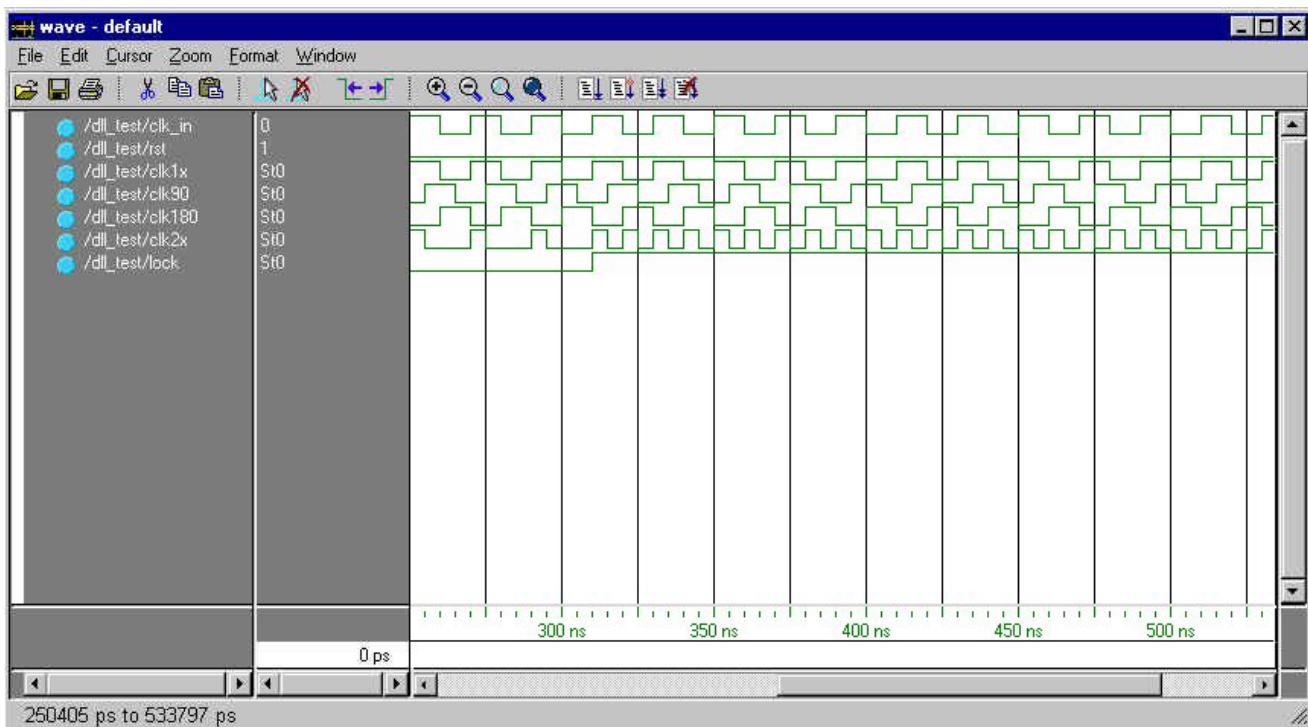 wave - default
File Edit Cursor Zoom Format Window
/dll_test/clk_in 0
/dll_test/rst 1
/dll_test/clk1x St0
/dll_test/clk90 St0
/dll_test/clk180 St0
/dll_test/clk2x St0
/dll_test/lock St0
300 ns 350 ns 400 ns 450 ns 500 ns
0 ps
250405 ps to 533797 ps